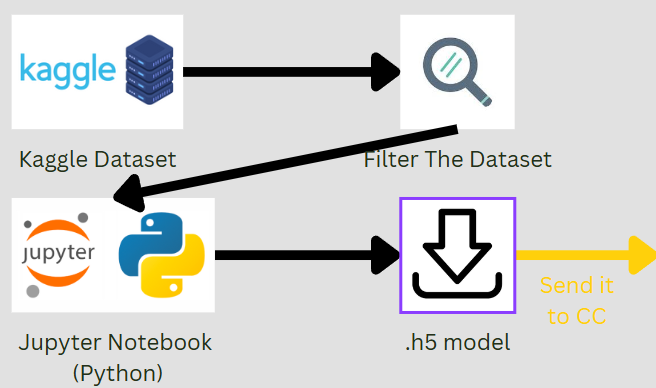 kaggle
Kaggle Dataset
Filter The Dataset
jupyter
Jupyter Notebook
(Python)
.h5 model
Send it
to CC